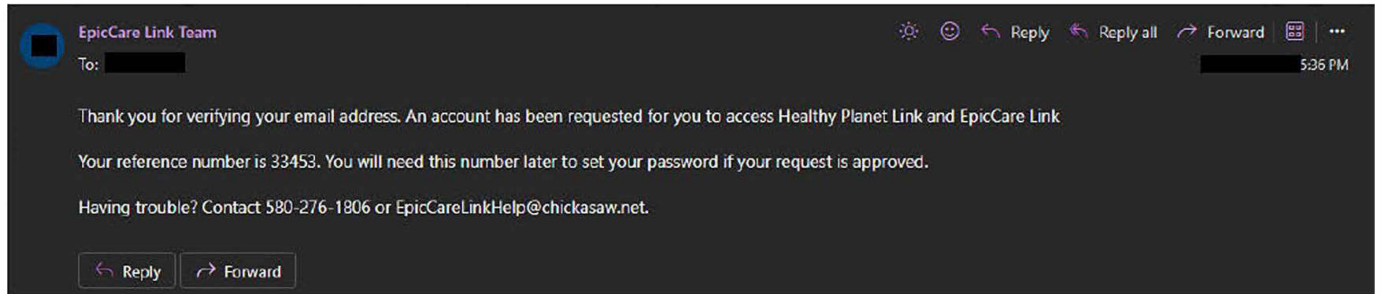 EpicCare Link Team
Reply
Reply all
Forward
To:
5:36 PM
Thank you for verifying your email address. An account has been requested for you to access Healthy Planet Link and EpicCare Link
Your reference number is 33453. You will need this number later to set your password if your request is approved.
Having trouble? Contact 580-276-1806 or EpicCareLinkHelp@chickasaw.net.
Reply
Forward